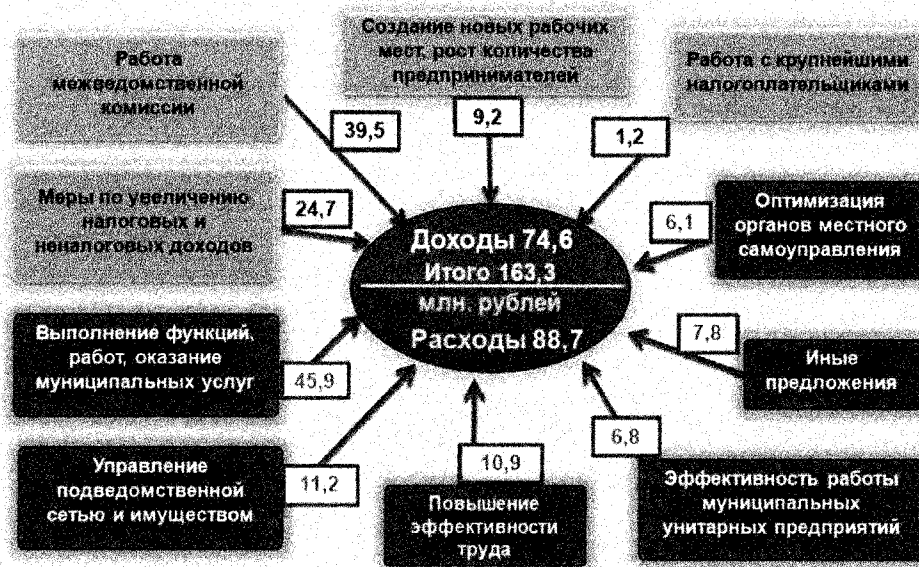 Создание новых рабочих
мест, рост количества
предпринимателей
Работа
межведомственной
комиссии
Работа с крупнейшими
налогоплательщиками
39,5
9,2
1,2
Меры по увеличению
налоговых и
неналоговых доходов
24,7
Доходы 74,6
Итого 163,3
млн. рублей
Расходы 88,7
6,1
Оптимизация
органов местного
самоуправления
Выполнение функций,
работ, оказание
муниципальных услуг
45,9
7,8
Иные
предложения
Управление
подведомственной
сетью и имуществом
11,2
10,9
Повышение
эффективности
труда
6,8
Эффективность работы
муниципальных
унитарных предприятий